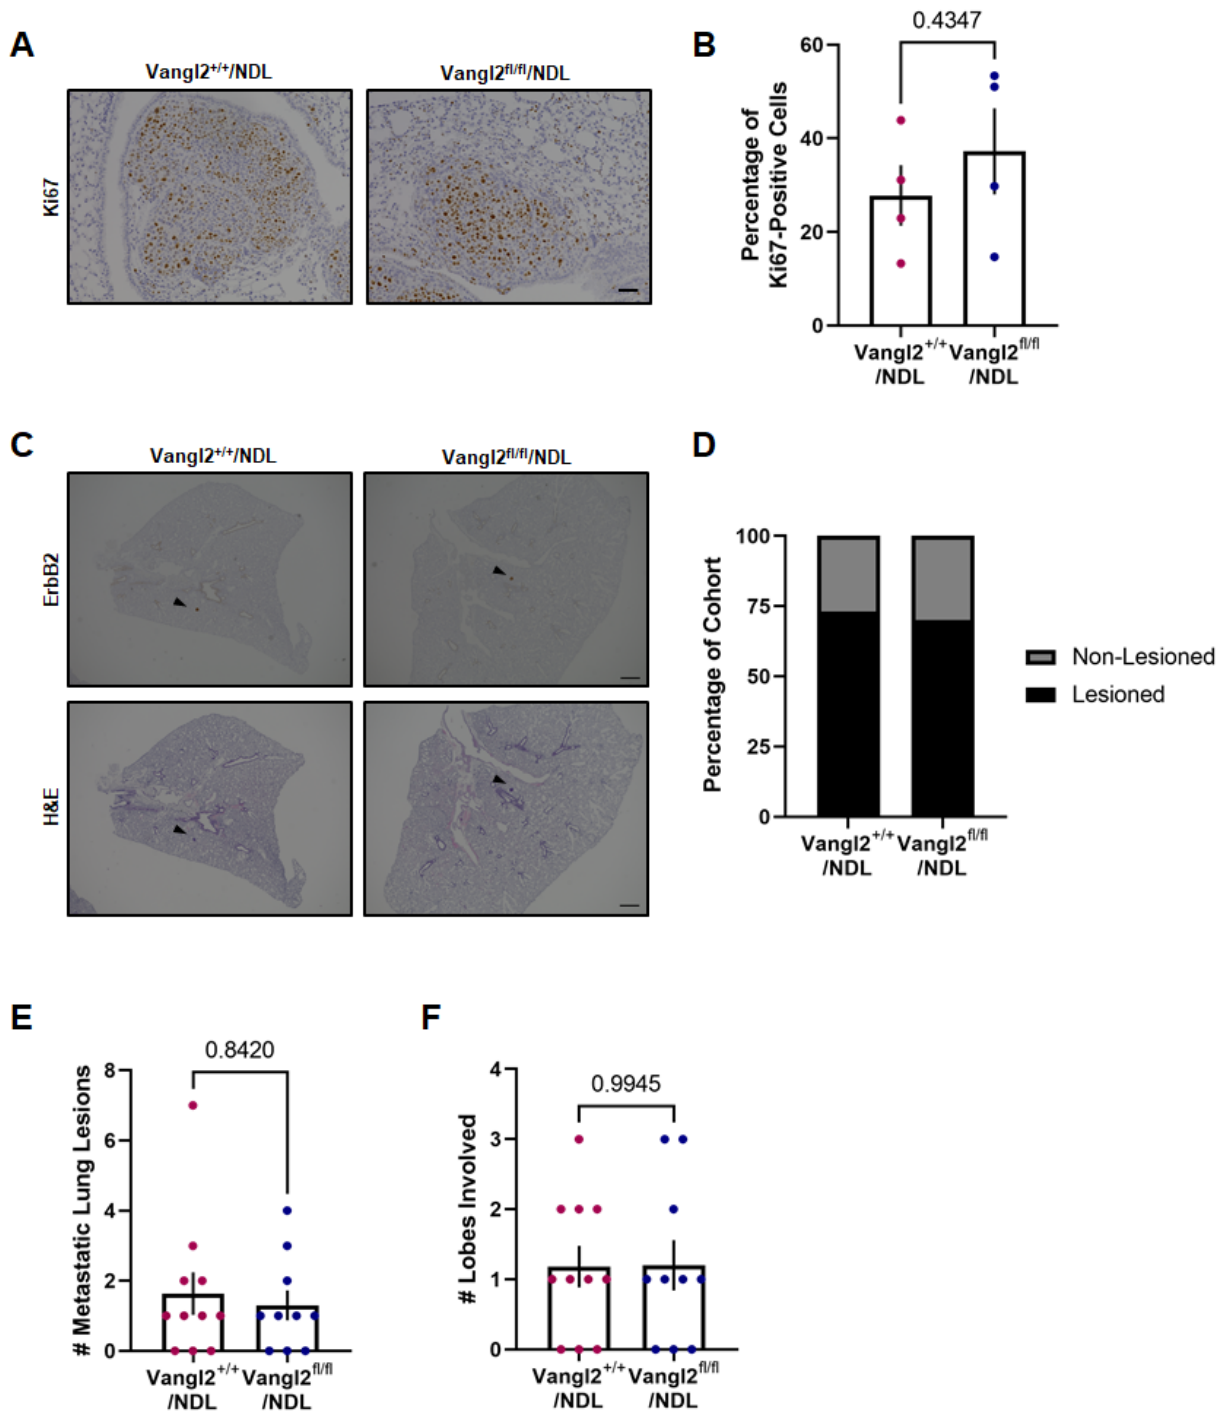 A
Vangl2+/+/NDL
Vangl2fl/fl/NDL
Ki67
B
0.4347
Percentage of
Ki67-Positive Cells
60
40
20
0
Vangl2+/+ Vangl2fl/fl
/NDL /NDL
C
Vangl2+/+/NDL
Vangl2fl/fl/NDL
ErbB2
H&E
D
Percentage of Cohort
100
75
50
25
0
Vangl2+/+ Vangl2fl/fl
/NDL /NDL
Non-Lesioned
Lesioned
E
0.8420
# Metastatic Lung Lesions
8
6
4
2
0
Vangl2+/+ Vangl2fl/fl
/NDL /NDL
F
0.9945
# Lobes Involved
4
3
2
1
0
Vangl2+/+ Vangl2fl/fl
/NDL /NDL